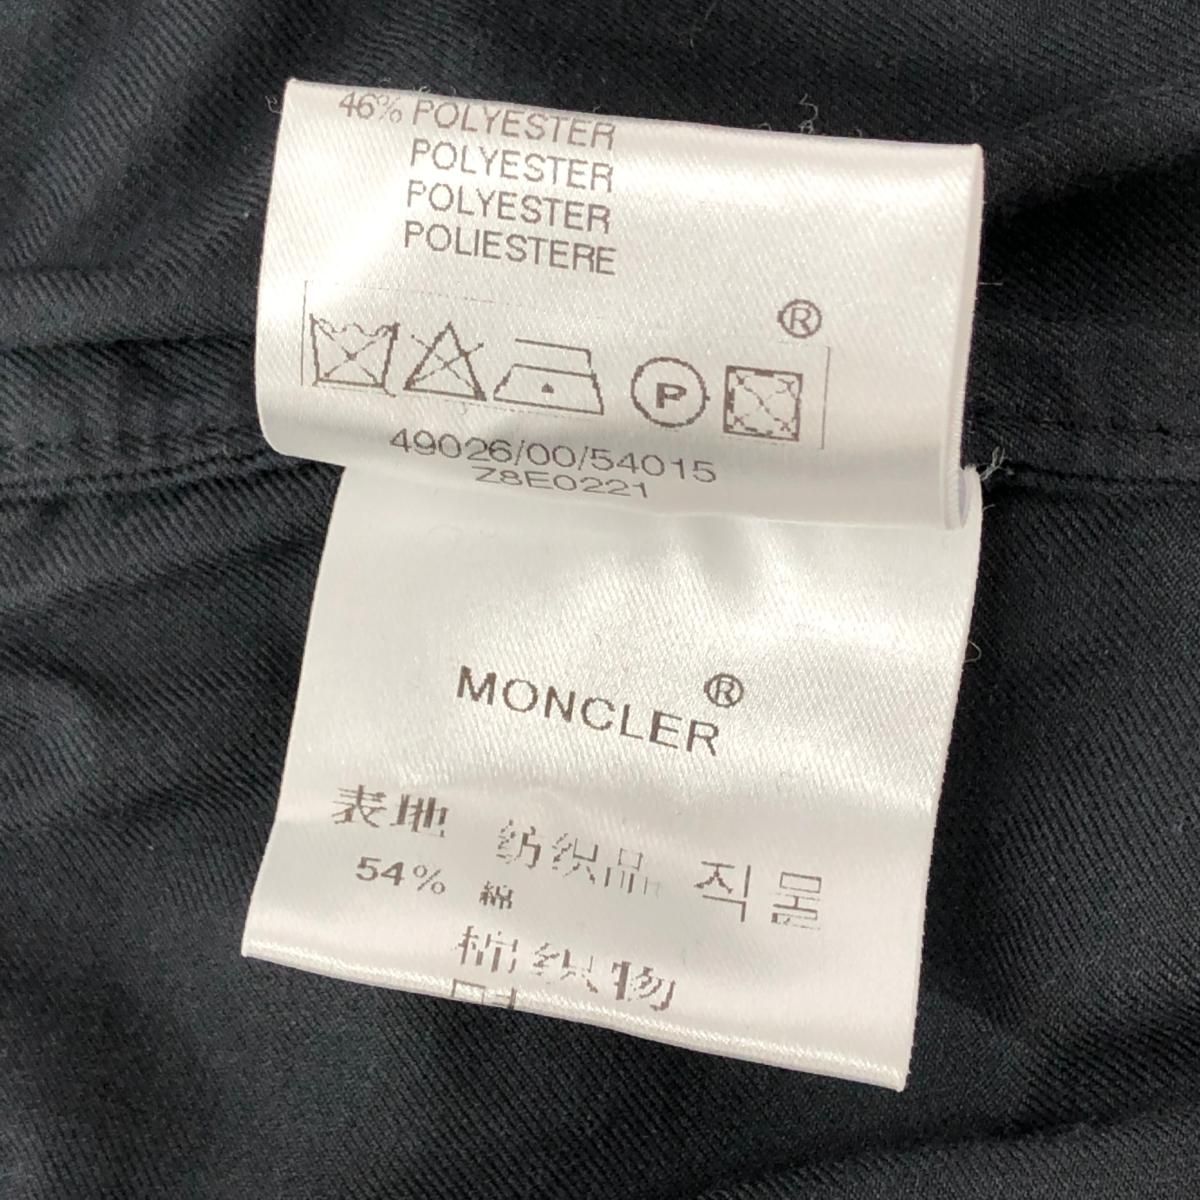 46% POLYESTER
POLYESTER
POLYESTER
POLIESTERE
®
P
49026/00/54015
Z8E0221
MONCLER®
表地 纺织品 직물
54% 綿
棉织物